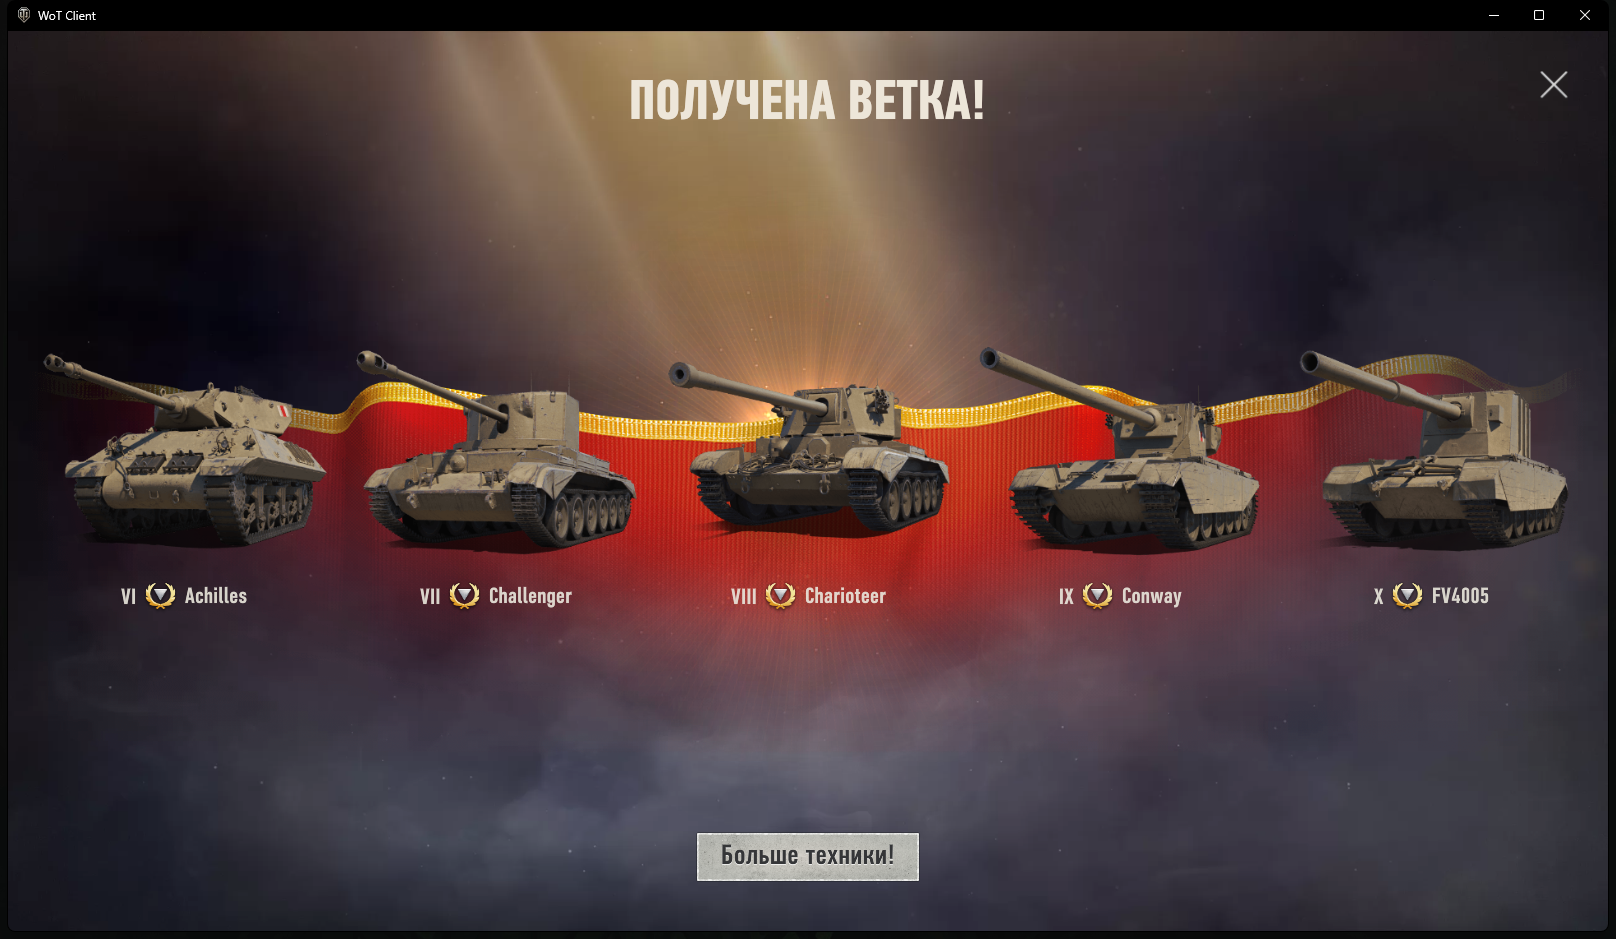 WoT Client
ПОЛУЧЕНА ВЕТКА!
VI Achilles
VII Challenger
VIII Charioteer
IX Conway
X FV4005
Больше техники!